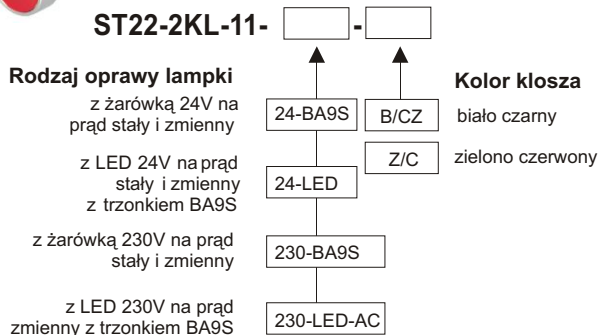 ST22-2KL-11- -
Rodzaj oprawy lampki
Kolor klosza
z żarówką 24V na
prąd stały i zmienny
24-BA9S
B/CZ
biało czarny
Z/C
zielono czerwony
z LED 24V na prąd
stały i zmienny
z trzonkiem BA9S
24-LED
z żarówką 230V na prąd
stały i zmienny
230-BA9S
z LED 230V na prąd
zmienny z trzonkiem BA9S
230-LED-AC